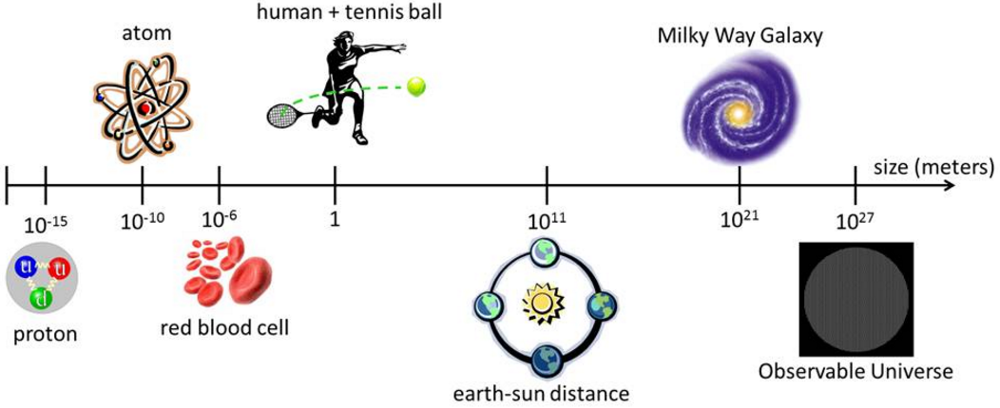 human + tennis ball
atom
Milky Way Galaxy
size (meters)
10⁻¹⁵ 10⁻¹⁰ 10⁻⁶ 1 10¹¹ 10²¹ 10²⁷
u u
d
proton
red blood cell
earth-sun distance
Observable Universe